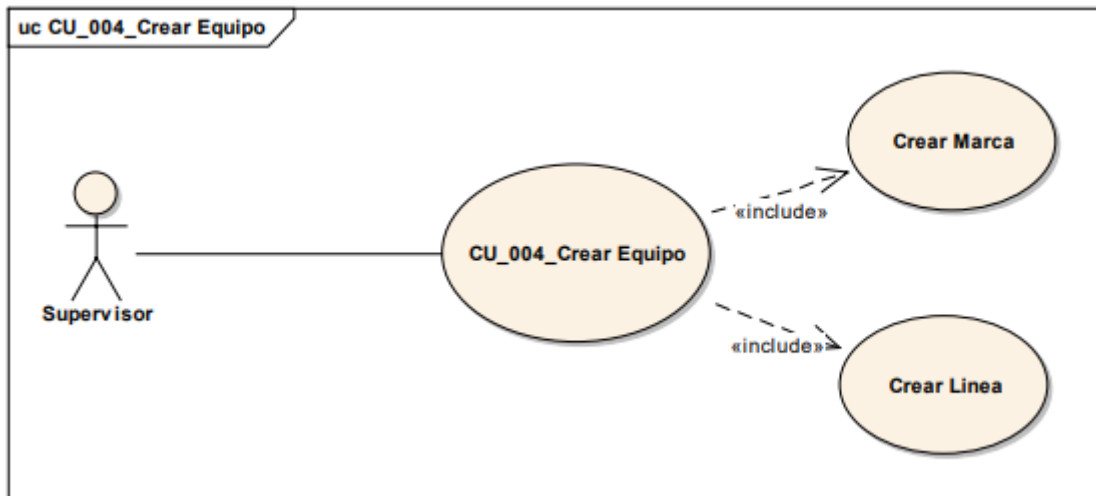 uc CU_004_Crear Equipo
Crear Marca
«include»
CU_004_Crear Equipo
Supervisor
«include»
Crear Linea